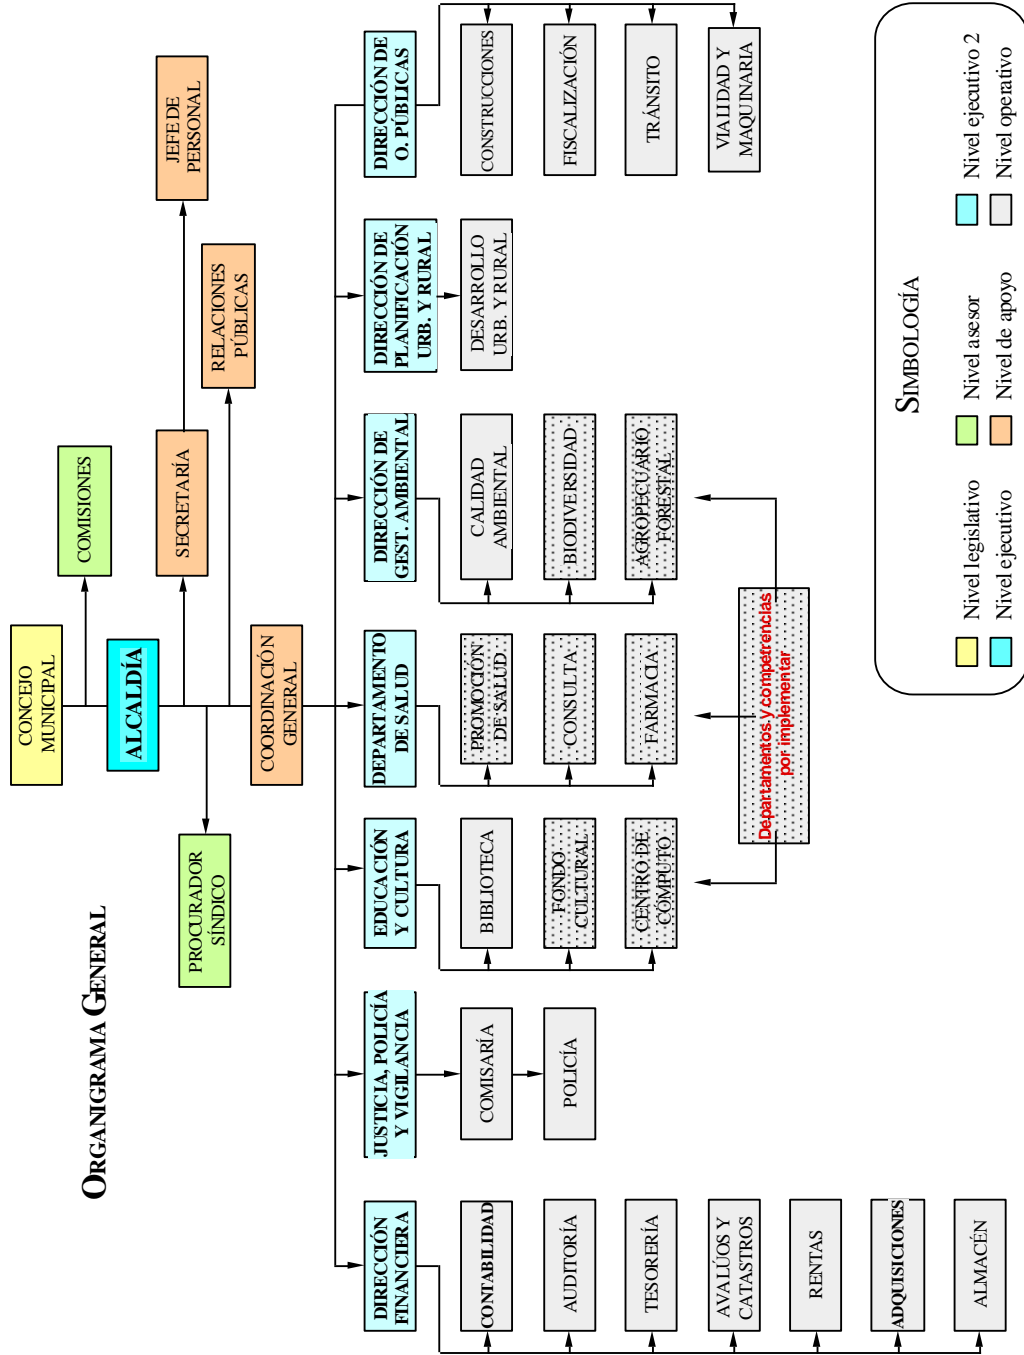 ORGANIGRAMA GENERAL
CONCEJO
MUNICIPAL
COMISIONES
ALCALDÍA
PROCURADOR
SÍNDICO
SECRETARÍA
JEFE DE
PERSONAL
RELACIONES
PÚBLICAS
COORDINACIÓN
GENERAL
DIRECCIÓN
FINANCIERA
JUSTICIA, POLICÍA
Y VIGILANCIA
EDUCACIÓN
Y CULTURA
DEPARTAMENTO
DE SALUD
DIRECCIÓN DE
GEST. AMBIENTAL
DIRECCIÓN DE
PLANIFICACIÓN
URB. Y RURAL
DIRECCIÓN DE
O. PÚBLICAS
CONTABILIDAD
AUDITORÍA
TESORERÍA
AVALÚOS Y
CATASTROS
RENTAS
ADQUISICIONES
ALMACÉN
COMISARÍA
POLICÍA
BIBLIOTECA
FONDO
CULTURAL
CENTRO DE
CÓMPUTO
PROMOCIÓN
DE SALUD
CONSULTA
FARMACIA
CALIDAD
AMBIENTAL
BIODIVERSIDAD
AGROPECUARIO
FORESTAL
DESARROLLO
URB. Y RURAL
CONSTRUCCIONES
FISCALIZACIÓN
TRÁNSITO
VIALIDAD Y
MAQUINARIA
Departamentos y competrencias
por implementar
SIMBOLOGÍA
Nivel legislativo
Nivel asesor
Nivel ejecutivo 2
Nivel ejecutivo
Nivel de apoyo
Nivel operativo